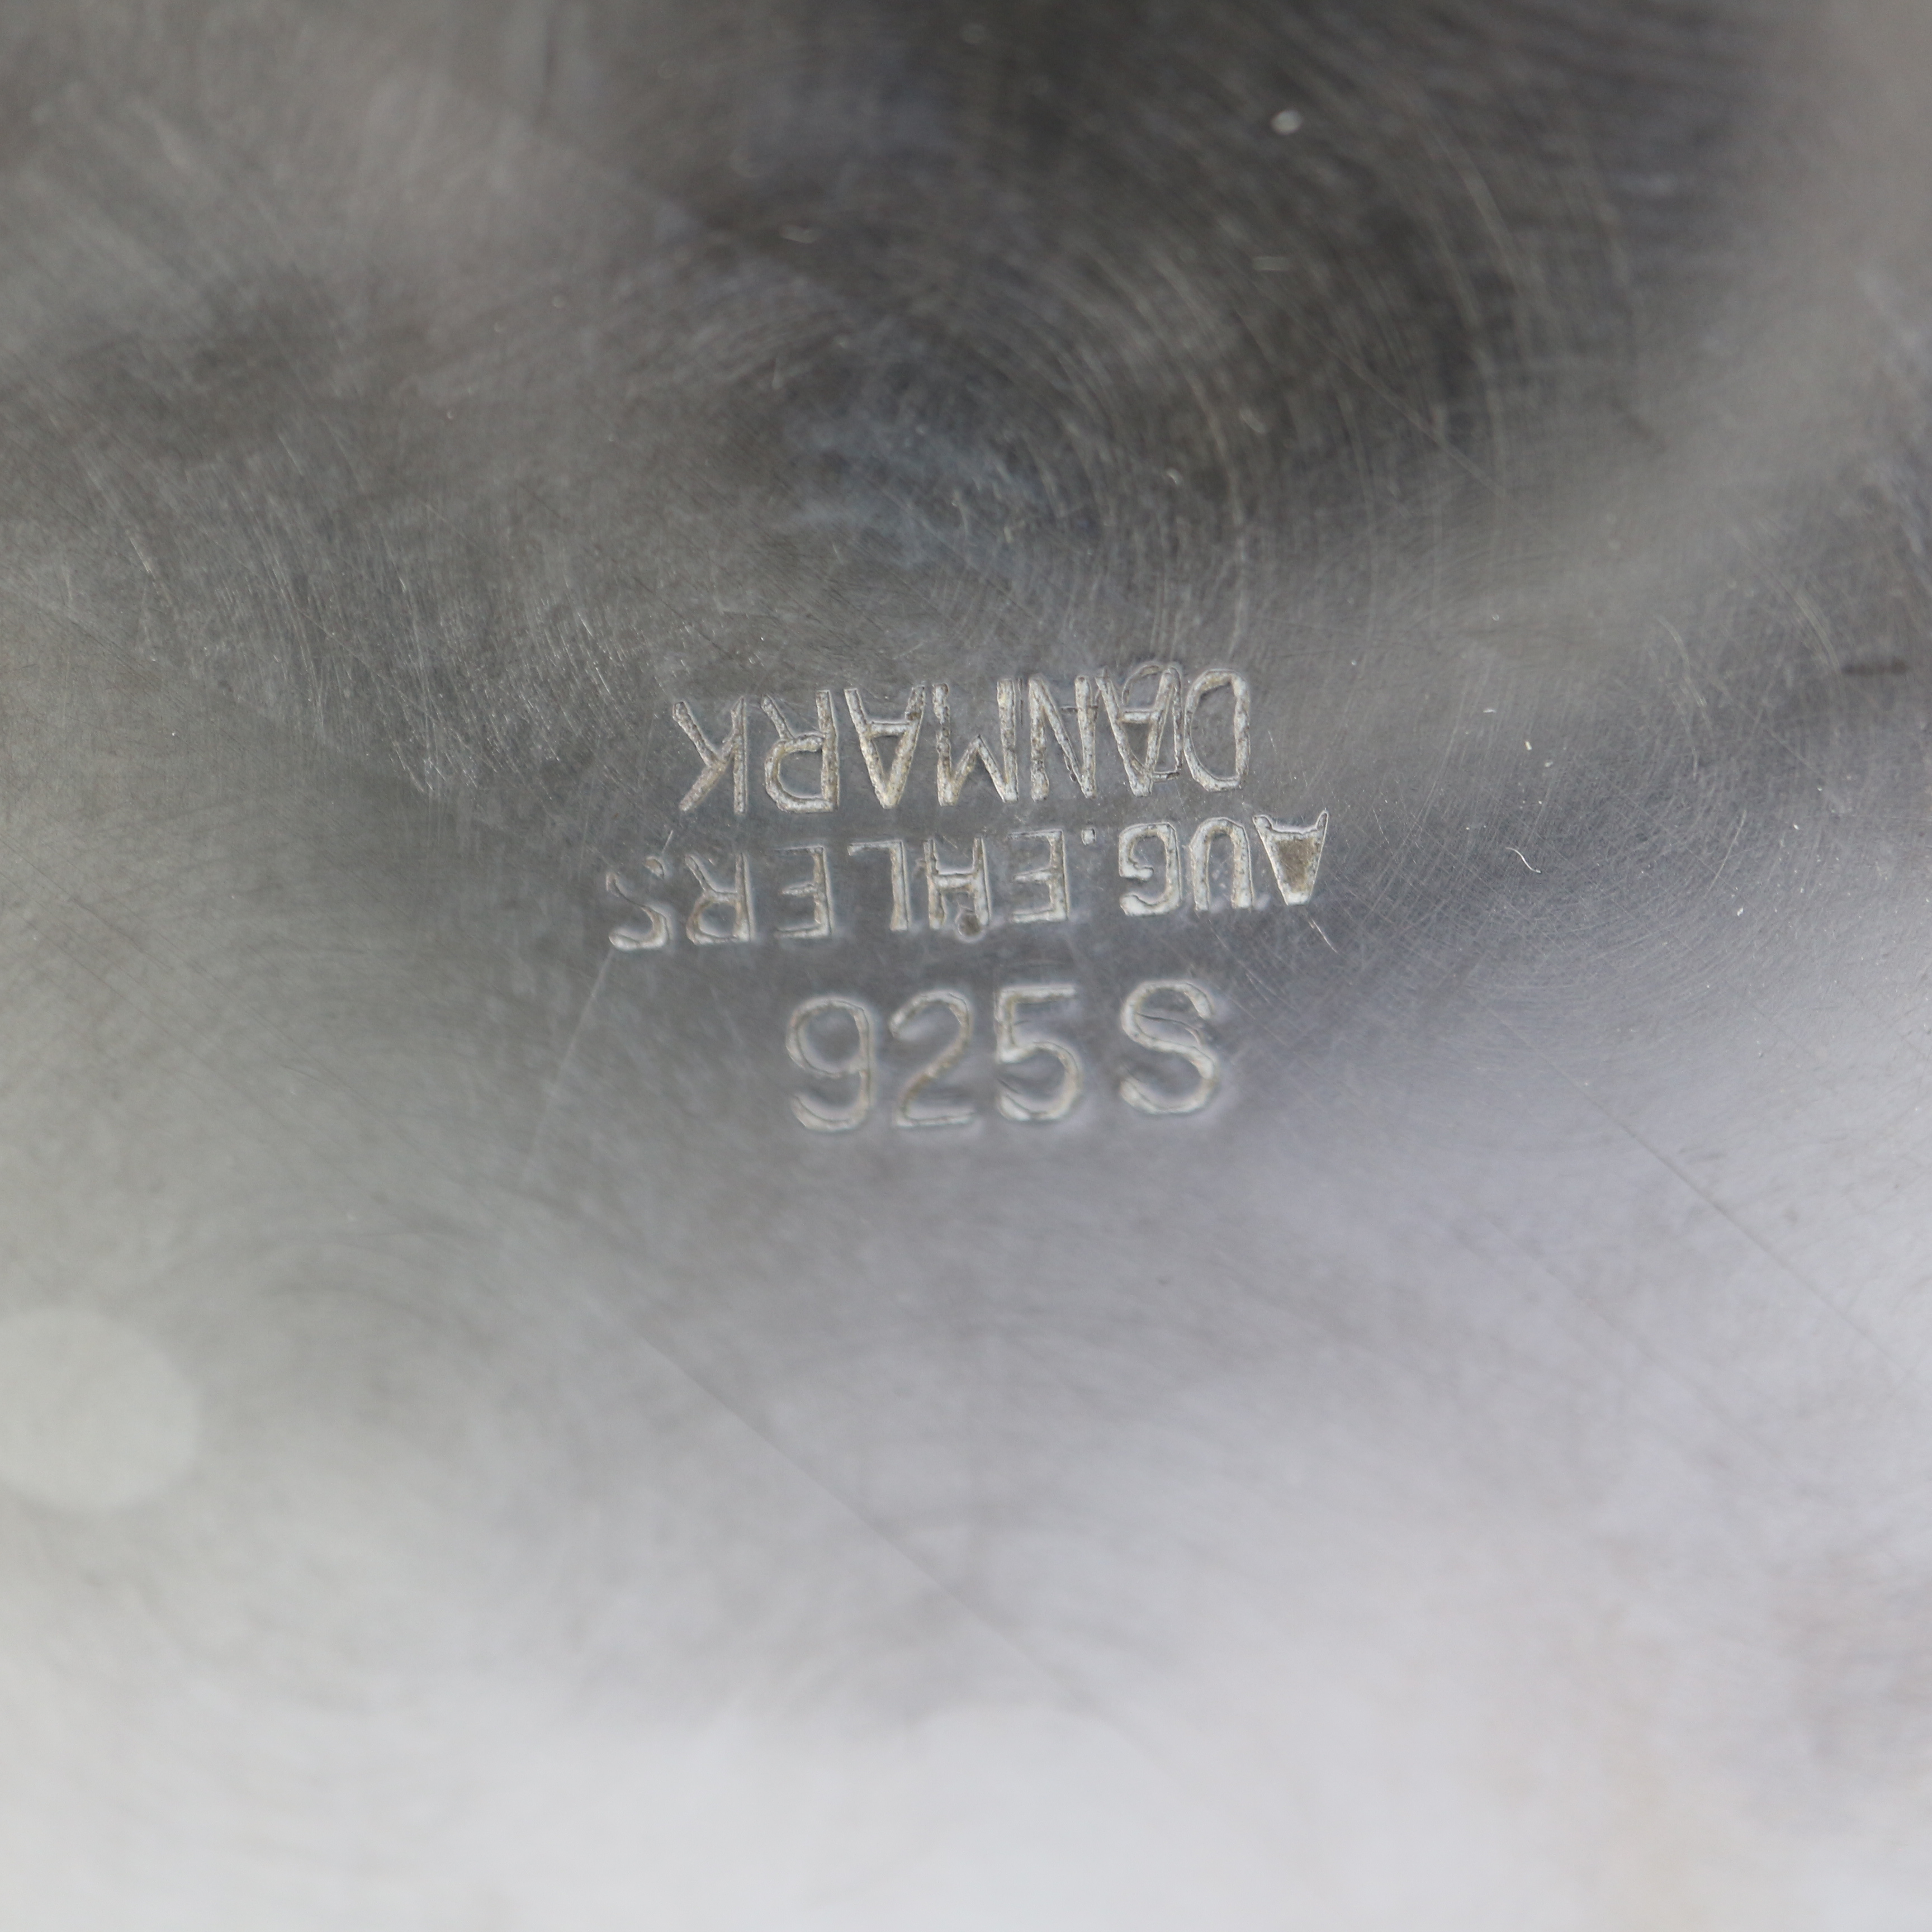 DANMARK
AUG. EHLERS
925S